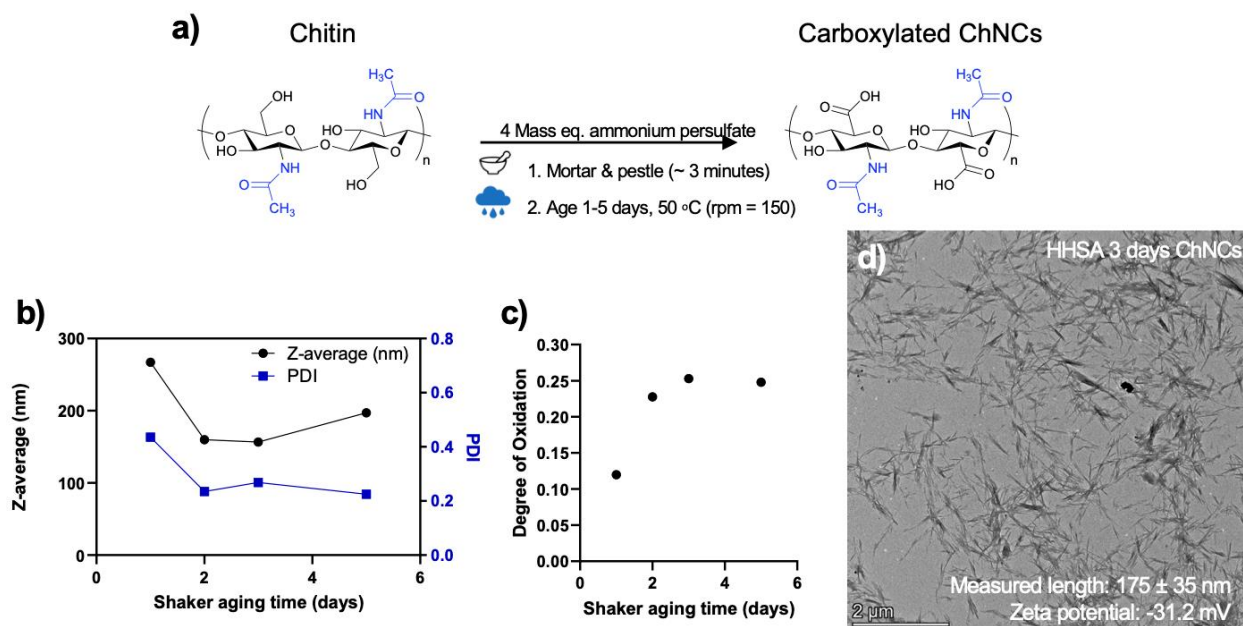 a)
Chitin
Carboxylated ChNCs
H₃C
HN
O
OH
O
O
HO
O
HO
O
NH
O
CH₃
HO
n
4 Mass eq. ammonium persulfate
1. Mortar & pestle (~ 3 minutes)
2. Age 1-5 days, 50 ºC (rpm = 150)
H₃C
HN
O
O
OH
O
O
HO
O
HO
O
NH
O
CH₃
HO
O
n
b)
300
200
100
0
Z-average (nm)
Z-average (nm)
PDI
0.8
0.6
0.4
0.2
0.0
PDI
0 2 4 6
Shaker aging time (days)
c)
0.30
0.25
0.20
0.15
0.10
0.05
0.00
Degree of Oxidation
0 2 4 6
Shaker aging time (days)
d)
HHSA 3 days ChNCs
Measured length: 175 ± 35 nm
Zeta potential: -31.2 mV
2 µm